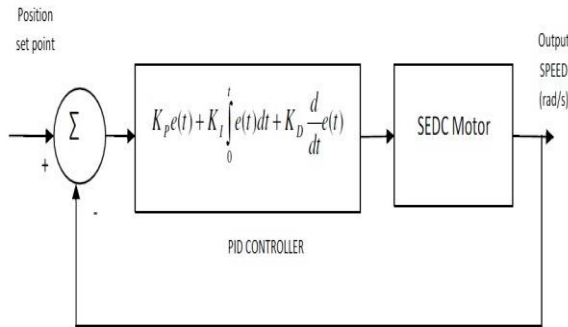 Position
set point
Output
SPEED
(rad/s)
Σ
+
-
K_P e(t) + K_I ∫_0^t e(t)dt + K_D d/dt e(t)
SEDC Motor
PID CONTROLLER